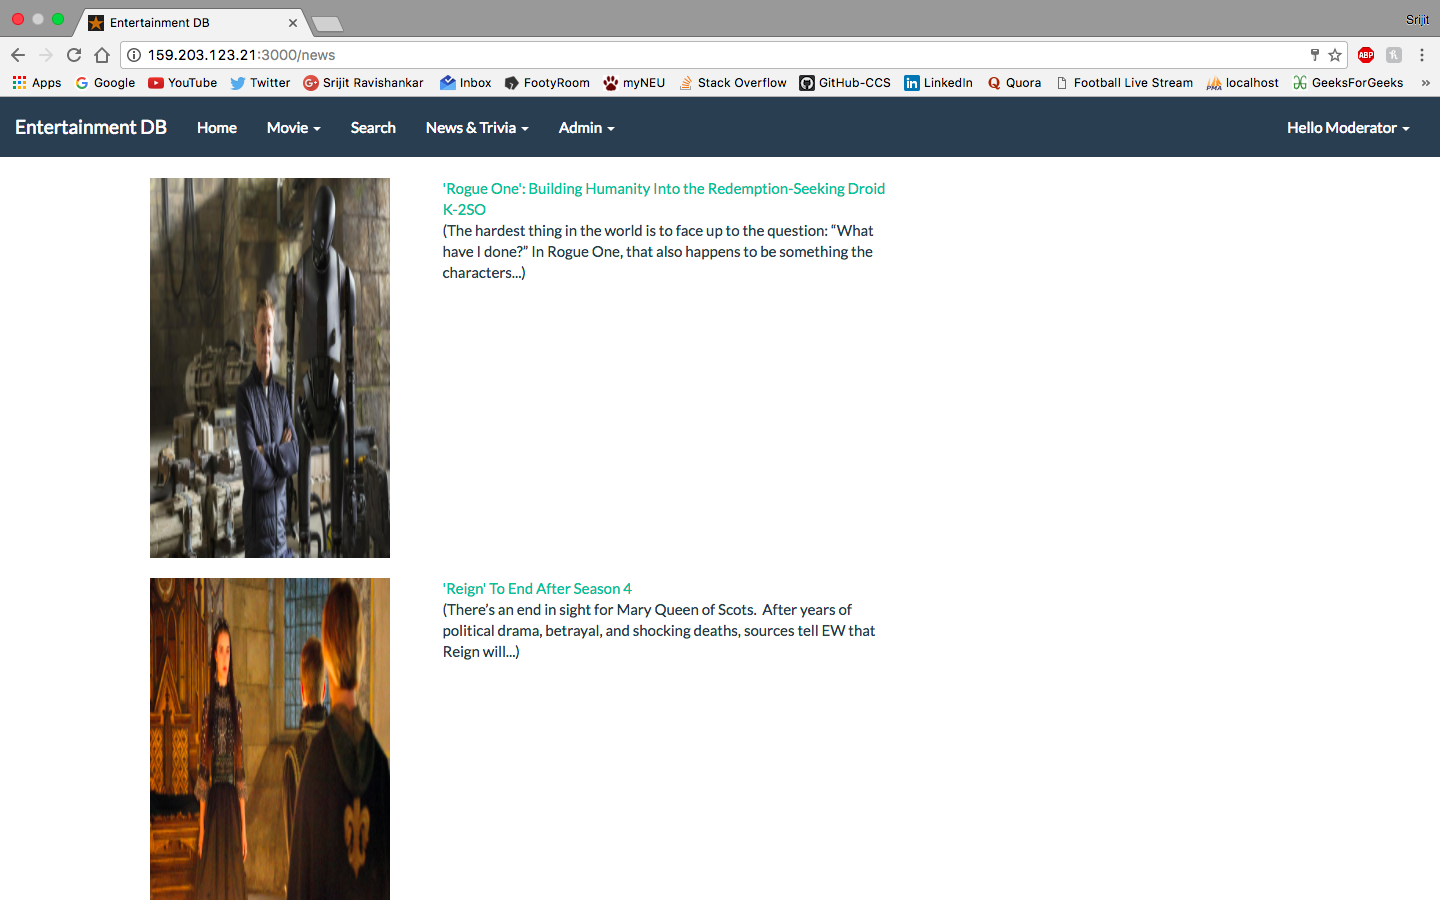 Entertainment DB
Srijit
159.203.123.21:3000/news
ABP
Apps Google YouTube Twitter Srijit Ravishankar Inbox FootyRoom myNEU Stack Overflow GitHub-CCS LinkedIn Quora Football Live Stream localhost GeeksForGeeks »
Entertainment DB Home Movie Search News & Trivia Admin Hello Moderator
'Rogue One': Building Humanity Into the Redemption-Seeking Droid
K-2SO
(The hardest thing in the world is to face up to the question: “What
have I done?” In Rogue One, that also happens to be something the
characters...)
'Reign' To End After Season 4
(There’s an end in sight for Mary Queen of Scots.  After years of
political drama, betrayal, and shocking deaths, sources tell EW that
Reign will...)